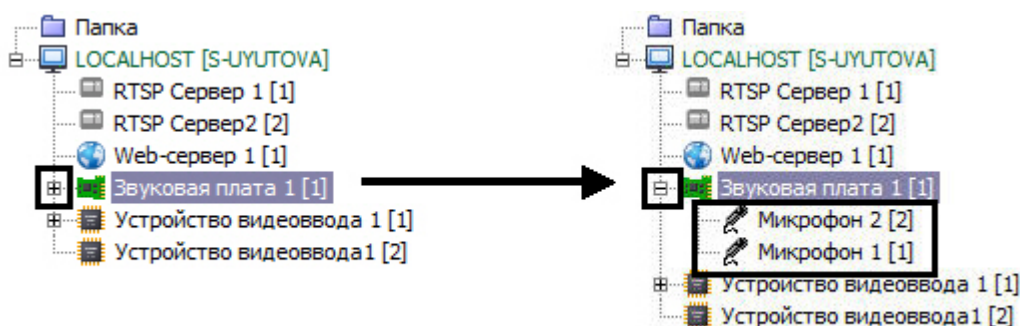 Папка
LOCALHOST [S-UYUTOVA]
RTSP Сервер 1 [1]
RTSP Сервер2 [2]
Web-сервер 1 [1]
Звуковая плата 1 [1]
Устройство видеоввода 1 [1]
Устройство видеоввода1 [2]
Папка
LOCALHOST [S-UYUTOVA]
RTSP Сервер 1 [1]
RTSP Сервер2 [2]
Web-сервер 1 [1]
Звуковая плата 1 [1]
Микрофон 2 [2]
Микрофон 1 [1]
Устройство видеоввода 1 [1]
Устройство видеоввода1 [2]